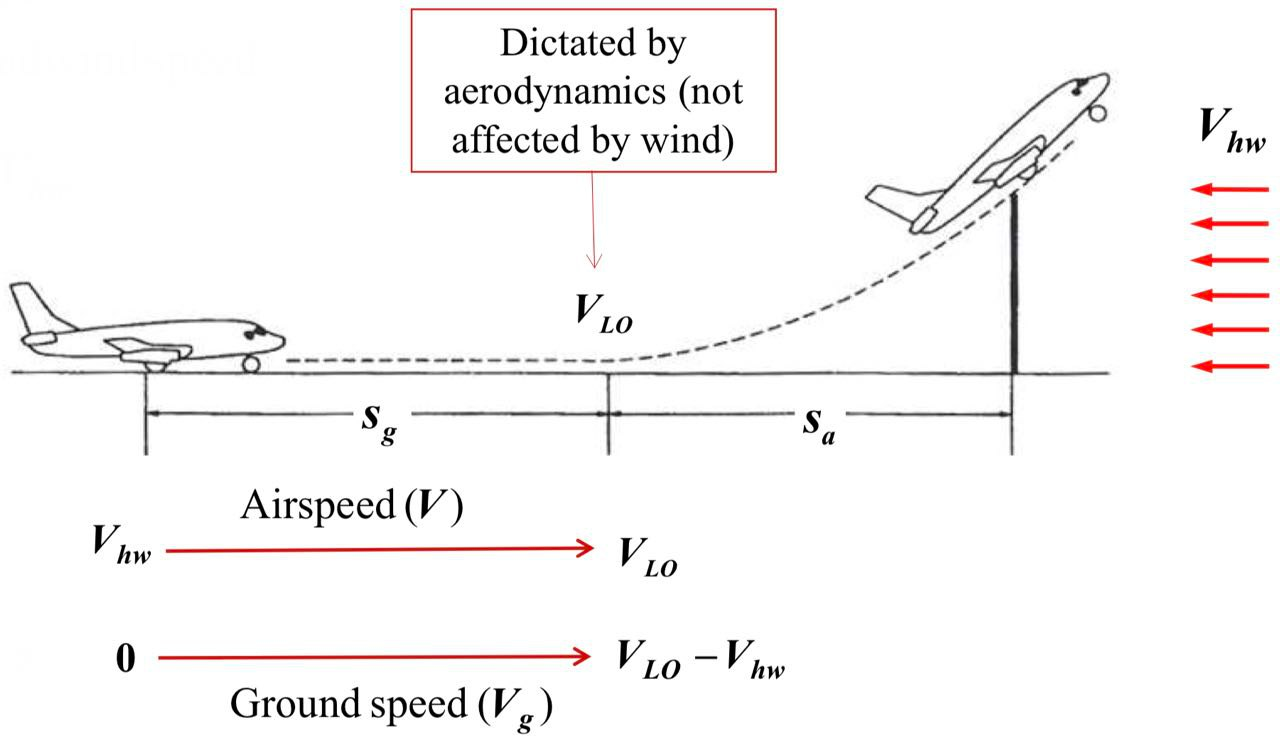 Dictated by
aerodynamics (not
affected by wind)
V_hw
V_LO
s_g
s_a
Airspeed (V)
V_hw
V_LO
0
V_LO − V_hw
Ground speed (V_g)